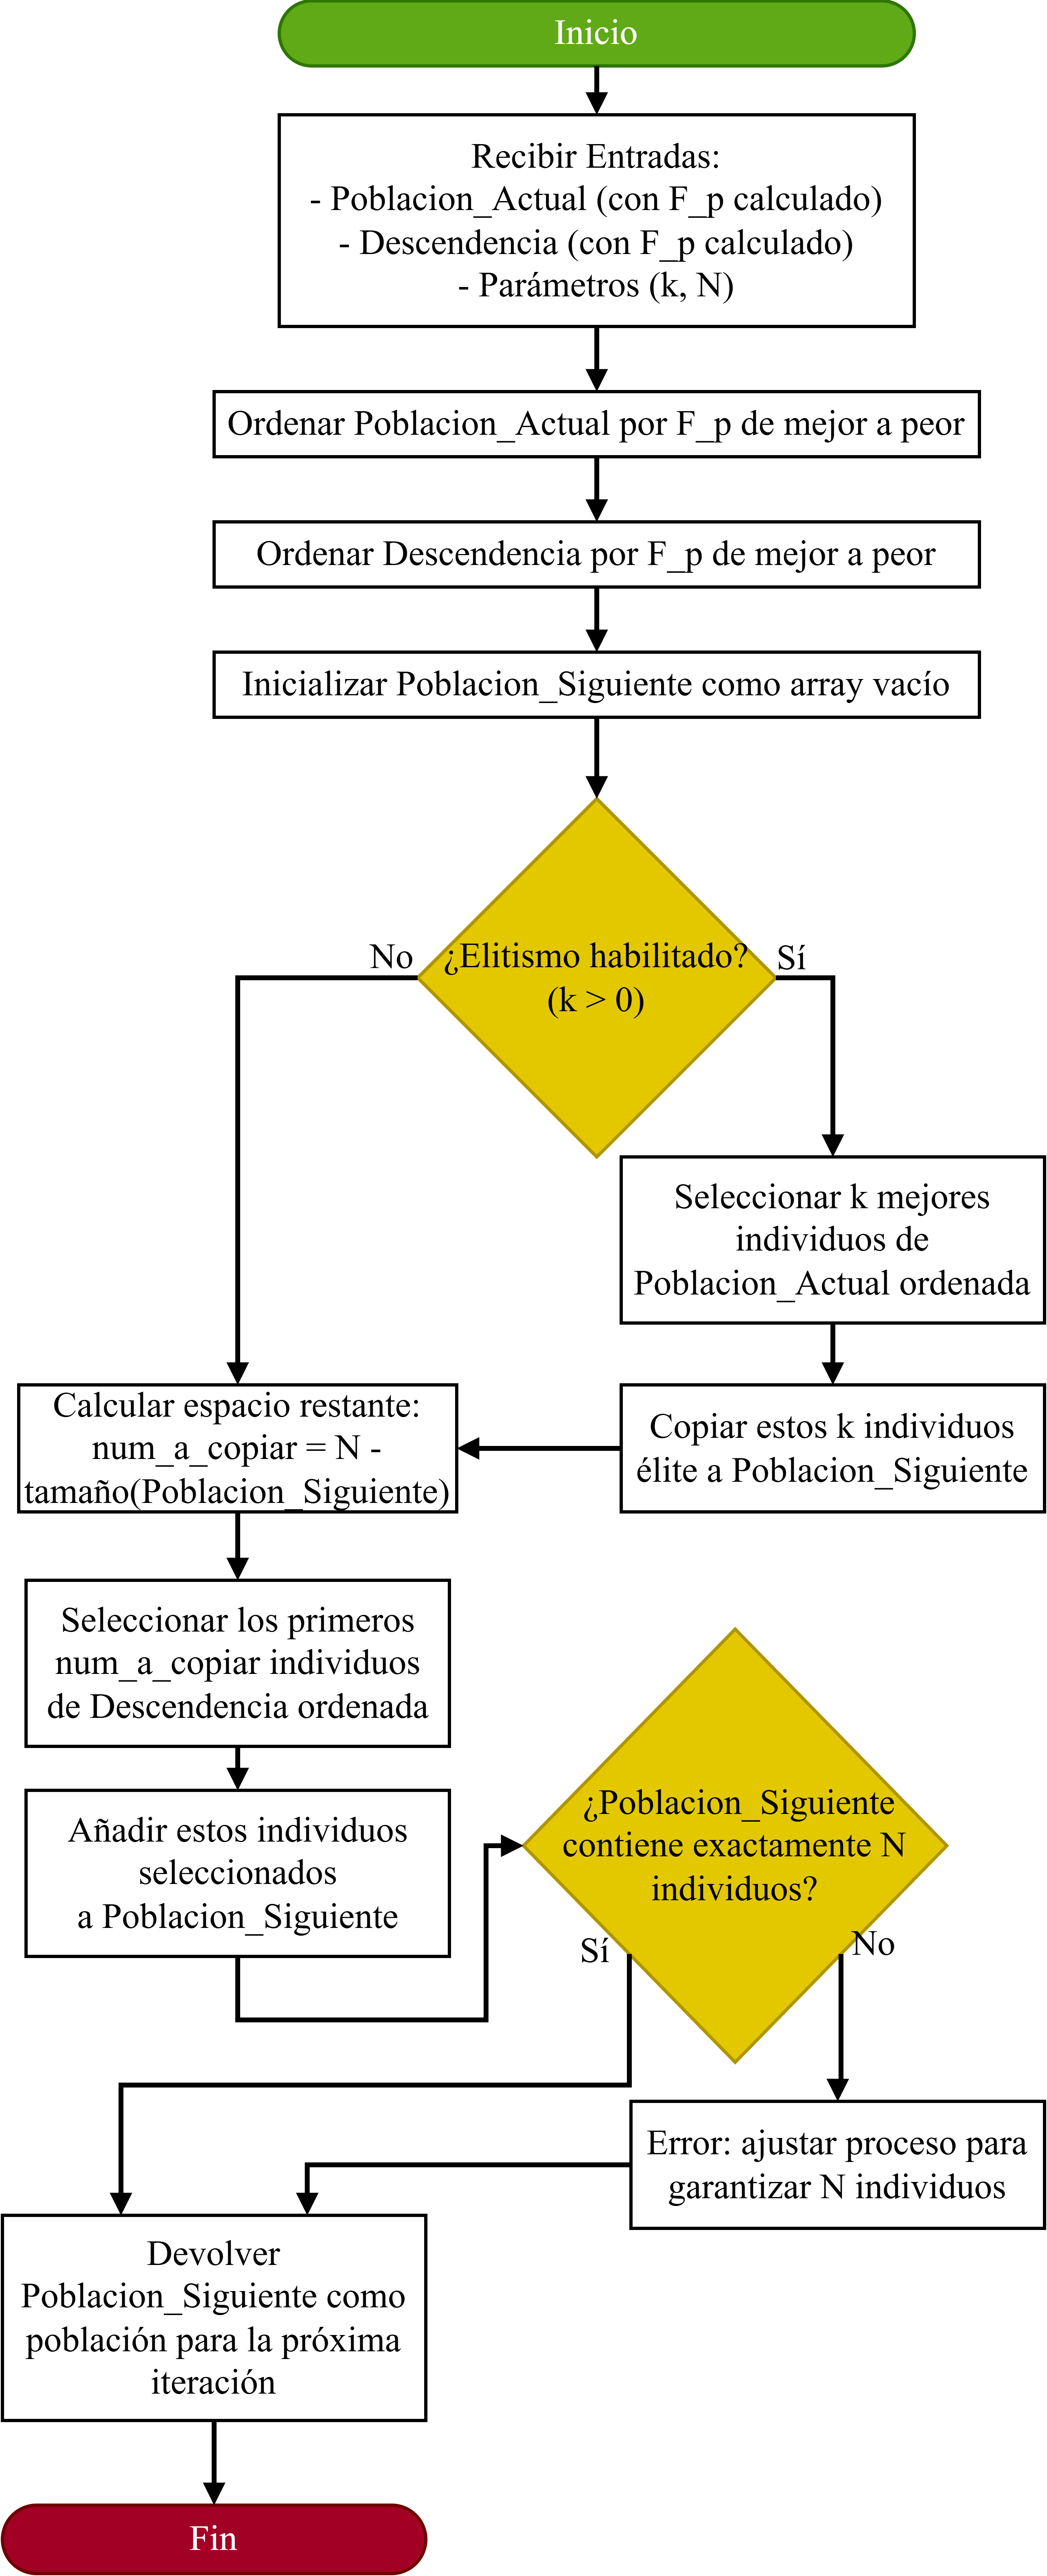 Inicio
Recibir Entradas:
- Poblacion_Actual (con F_p calculado)
- Descendencia (con F_p calculado)
- Parámetros (k, N)
Ordenar Poblacion_Actual por F_p de mejor a peor
Ordenar Descendencia por F_p de mejor a peor
Inicializar Poblacion_Siguiente como array vacío
¿Elitismo habilitado?
(k > 0)
No
Sí
Seleccionar k mejores
individuos de
Poblacion_Actual ordenada
Copiar estos k individuos
élite a Poblacion_Siguiente
Calcular espacio restante:
num_a_copiar = N -
tamaño(Poblacion_Siguiente)
Seleccionar los primeros
num_a_copiar individuos
de Descendencia ordenada
Añadir estos individuos
seleccionados
a Poblacion_Siguiente
¿Poblacion_Siguiente
contiene exactamente N
individuos?
Sí
No
Error: ajustar proceso para
garantizar N individuos
Devolver
Poblacion_Siguiente como
población para la próxima
iteración
Fin